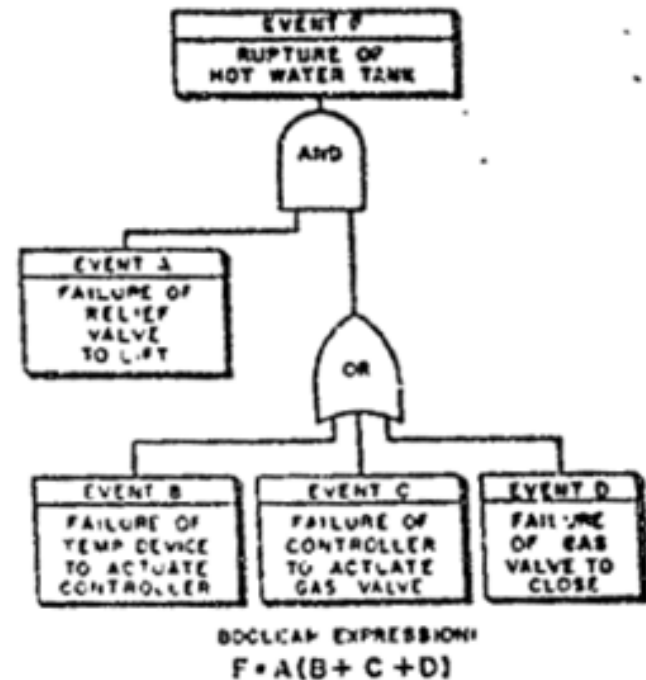 EVENT F
RUPTURE OF
HOT WATER TANK
AND
EVENT A
FAILURE OF
RELIEF
VALVE
TO LIFT
OR
EVENT B
FAILURE OF
TEMP DEVICE
TO ACTUATE
CONTROLLER
EVENT C
FAILURE OF
CONTROLLER
TO ACTUATE
GAS VALVE
EVENT D
FAILURE
OF GAS
VALVE TO
CLOSE
BOOLEAN EXPRESSION:
F = A(B + C + D)